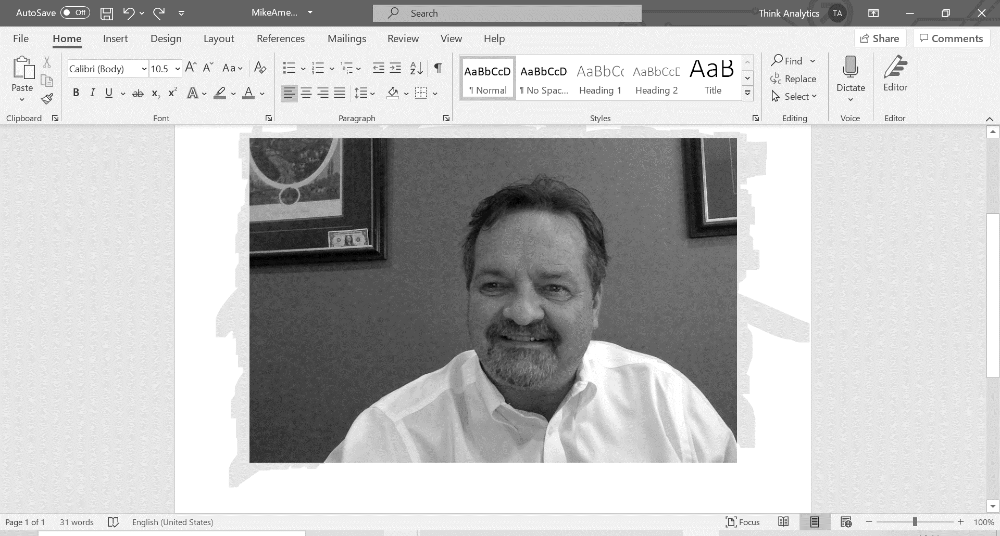 AutoSave Off MikeAme... Search Think Analytics TA
File Home Insert Design Layout References Mailings Review View Help Share Comments
Paste
Clipboard
Calibri (Body) 10.5 A A Aa A
B I U ab x2 x2 A A
Font
A Z ¶
Paragraph
AaBbCcD AaBbCcD AaBbCc AaBbCcD AaB
¶ Normal ¶ No Spac... Heading 1 Heading 2 Title
Styles
Find
Replace
Select
Editing
Dictate
Voice
Editor
Editor
Page 1 of 1 31 words English (United States) Focus 100%